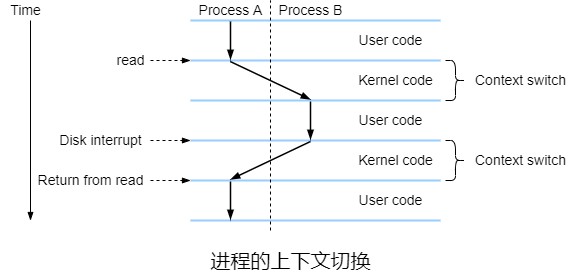 Time
Process A
Process B
User code
read
Kernel code
Context switch
User code
Disk interrupt
Kernel code
Context switch
Return from read
User code
进程的上下文切换